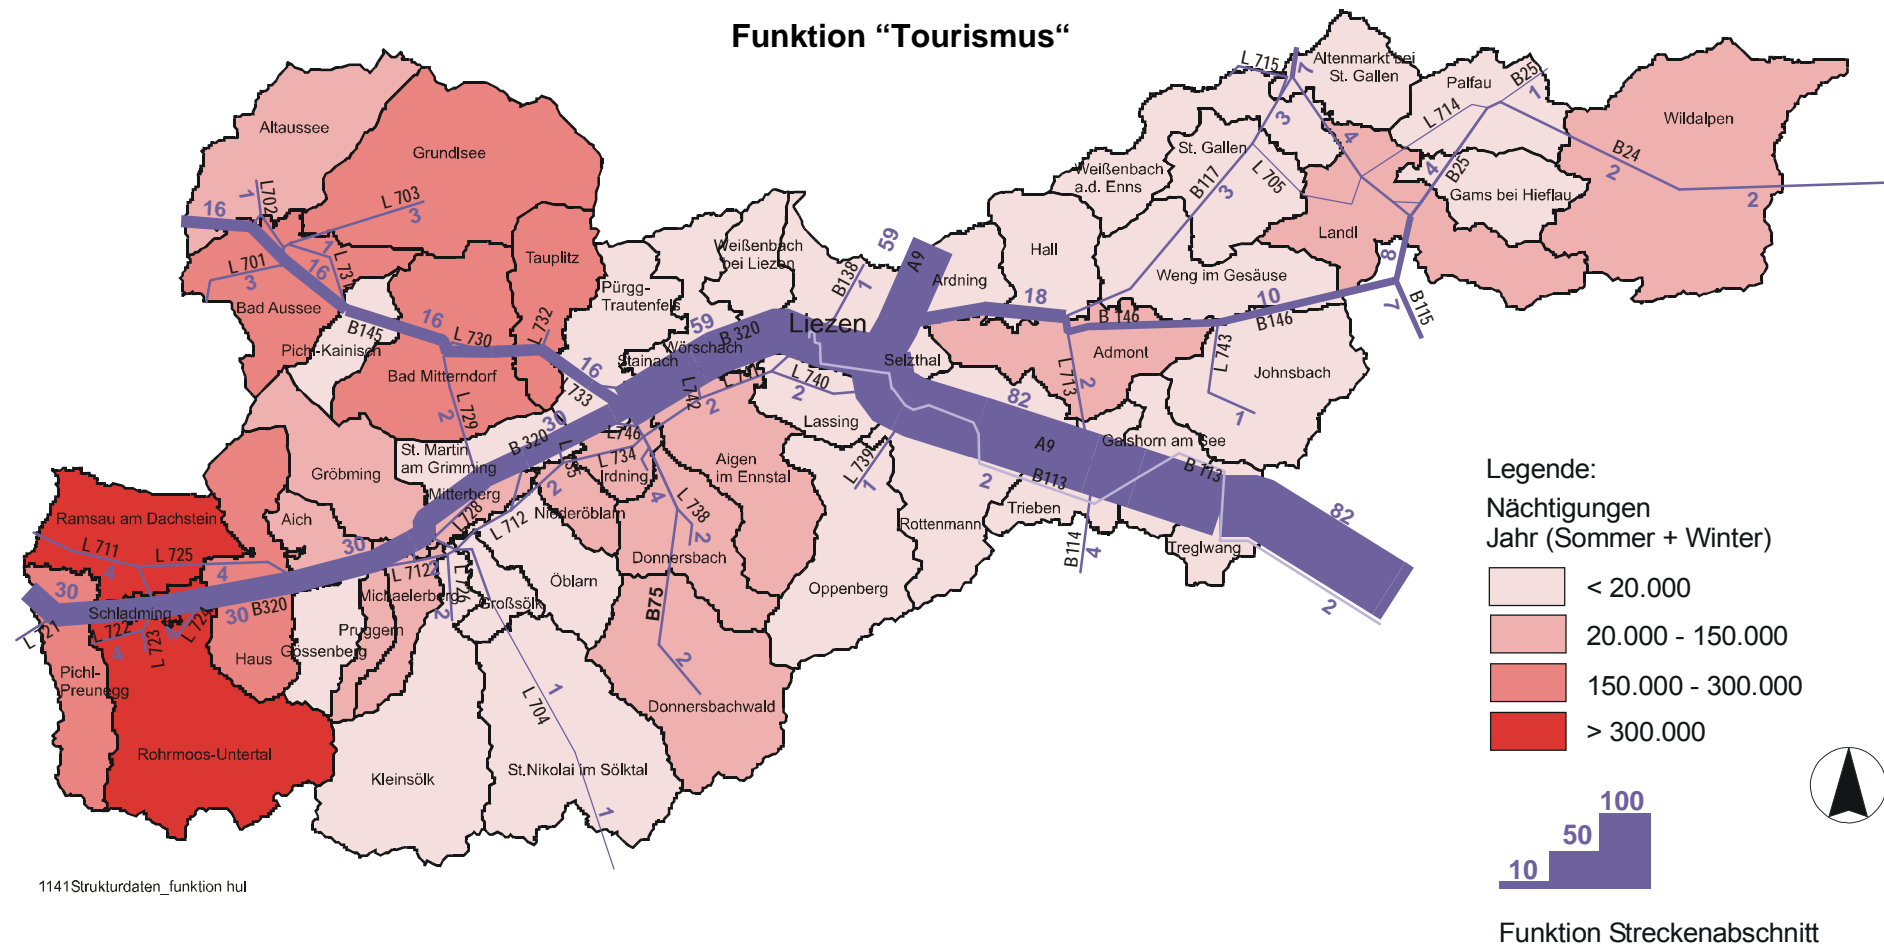 Funktion “Tourismus“
Altaussee
Grundlsee
L 702
1
L 703
3
16
1
L 731
16
L 701
3
Bad Aussee
B145
Pichl-Kainisch
16
L 730
Bad Mitterndorf
Tauplitz
L 732
16
L 733
2
L 729
Pürgg-
Trautenfels
Stainach
Wörschach
Weißenbach
bei Liezen
59
B 320
Liezen
B138
1
59
A9
Ardning
Hall
18
Selzthal
L 742
2
L 740
2
Lassing
L 739
1
L 715
7
Altenmarkt bei
St. Gallen
3
4
St. Gallen
Weißenbach
a.d. Enns
B117
3
L 705
L 714
Palfau
B25
1
4
B25
Gams bei Hieflau
B24
2
Wildalpen
2
Landl
8
7
B115
Weng im Gesäuse
10
B146
B 146
Admont
L 713
2
L 743
1
Johnsbach
82
A9
Gaishorn am See
B 113
B113
2
Trieben
B114
4
Treglwang
82
2
Rottenmann
Oppenberg
Aigen
im Ennstal
L746
L 734
Irdning
4
L 738
2
Niederöblarn
Donnersbach
B75
2
Donnersbachwald
30
B 320
St. Martin
am Grimming
Mitterberg
Gröbming
L 728
L 712
2
Öblarn
Großsölk
L 726
2
L 7122
Michaelerberg
Pruggern
Gössenberg
Aich
30
Ramsau am Dachstein
L 711
4
L 725
4
30
Schladming
30
B320
L 721
L 722
4
L 723
L 724
Haus
Pichl-
Preunegg
Rohrmoos-Untertal
Kleinsölk
L 704
1
St.Nikolai im Sölktal
1
Legende:
Nächtigungen
Jahr (Sommer + Winter)
< 20.000
20.000 - 150.000
150.000 - 300.000
> 300.000
100
50
10
Funktion Streckenabschnitt
1141Strukturdaten_funktion hul